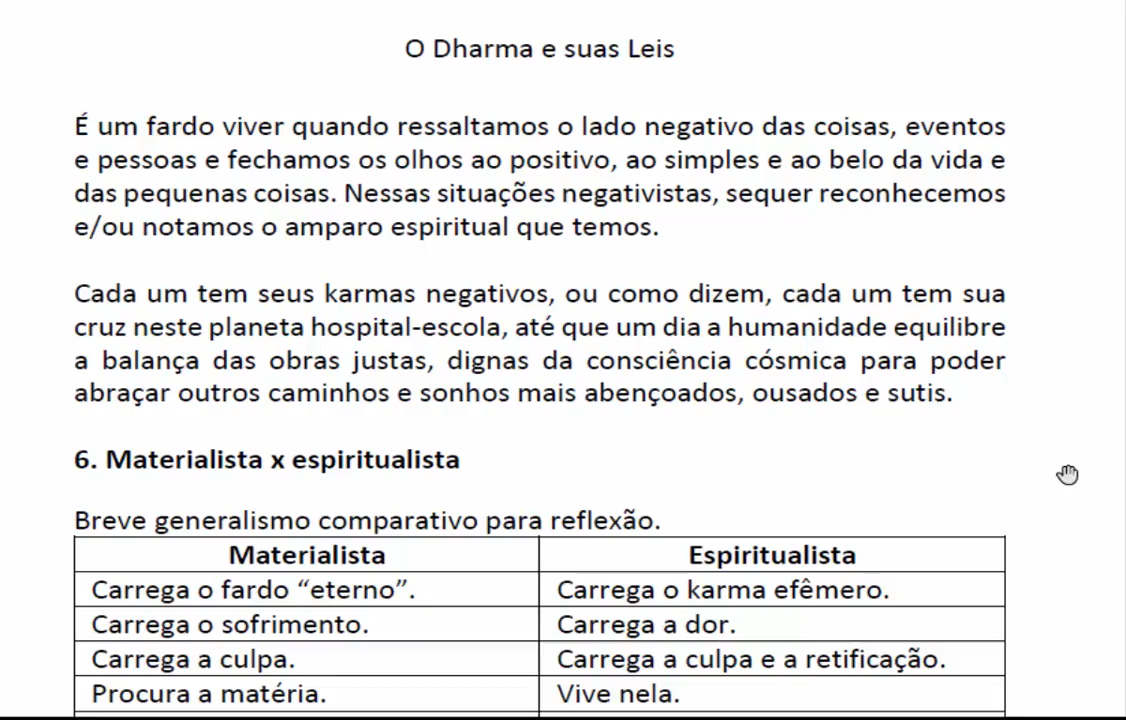 O Dharma e suas Leis
É um fardo viver quando ressaltamos o lado negativo das coisas, eventos
e pessoas e fechamos os olhos ao positivo, ao simples e ao belo da vida e
das pequenas coisas. Nessas situações negativistas, sequer reconhecemos
e/ou notamos o amparo espiritual que temos.
Cada um tem seus karmas negativos, ou como dizem, cada um tem sua
cruz neste planeta hospital-escola, até que um dia a humanidade equilibre
a balança das obras justas, dignas da consciência cósmica para poder
abraçar outros caminhos e sonhos mais abençoados, ousados e sutis.
6. Materialista x espiritualista
Breve generalismo comparativo para reflexão.
Materialista Espiritualista
Carrega o fardo “eterno”. Carrega o karma efêmero.
Carrega o sofrimento. Carrega a dor.
Carrega a culpa. Carrega a culpa e a retificação.
Procura a matéria. Vive nela.